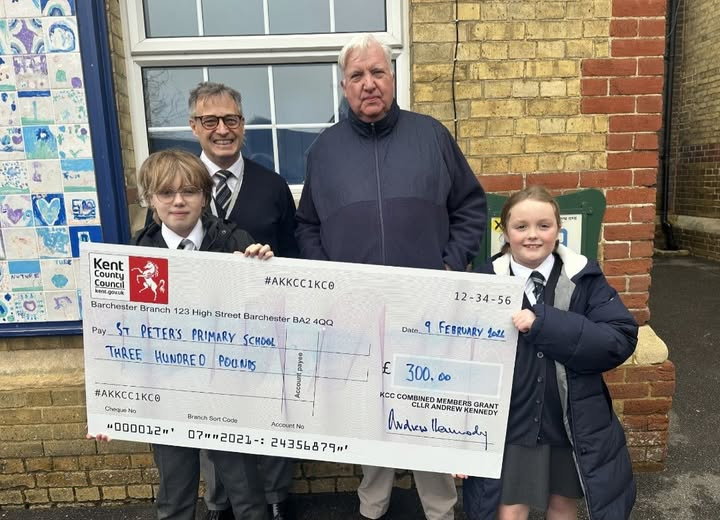 Kent
County
Council
kent.gov.uk
#AKKCC1KC0
12-34-56
Barchester Branch 123 High Street Barchester BA2 4QQ
Pay ST PETER'S PRIMARY SCHOOL
Date 9 FEBRUARY 2026
THREE HUNDRED POUNDS
Account payee
£ 300.00
#AKKCC1KC0
KCC COMBINED MEMBERS GRANT
CLLR ANDREW KENNEDY
Cheque No
Branch Sort Code
Account No
Andrew Kennedy
"000012" 07""2021-: 24356879""